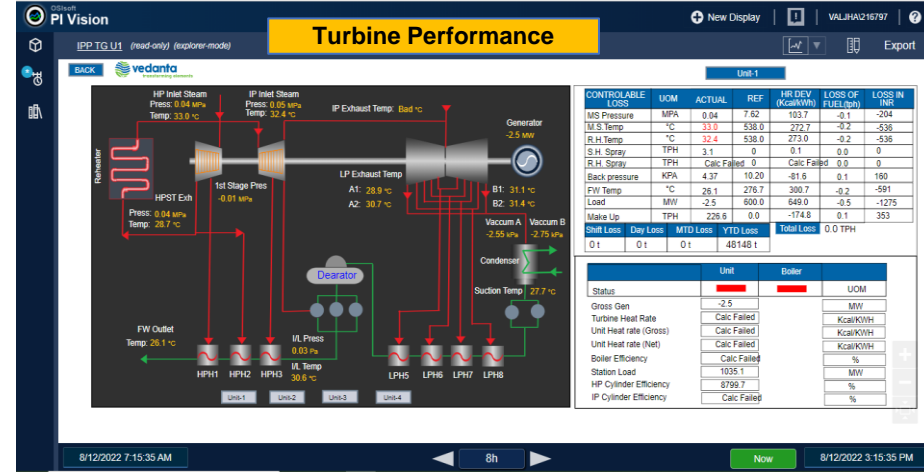 OSIsoft
PI Vision
Turbine Performance
New Display
VALJHA\216797
?
IPP TG U1 (read-only) (explorer-mode)
Export
BACK
vedanta
transforming elements
Unit-1
HP Inlet Steam
Press: 0.04 MPa
Temp: 33.0 °C
IP Inlet Steam
Press: 0.05 MPa
Temp: 32.4 °C
IP Exhaust Temp: Bad °C
Generator
-2.5 MW
Reheater
1st Stage Pres
-0.01 MPa
LP Exhaust Temp
A1: 28.9 °C
A2: 30.7 °C
B1: 31.1 °C
B2: 31.4 °C
HPST Exh
Press: 0.04 MPa
Temp: 28.7 °C
Vaccum A Vaccum B
-2.55 kPa -2.75 kPa
Condenser
Dearator
Suction Temp 27.7 °C
FW Outlet
Temp: 26.1 °C
I/L Press
0.03 Pa
I/L Temp
30.6 °C
HPH1 HPH2 HPH3 LPH5 LPH6 LPH7 LPH8
Unit-1 Unit-2 Unit-3 Unit-4
CONTROLABLE LOSS UOM ACTUAL REF HR DEV (Kcal/kWh) LOSS OF FUEL(tph) LOSS IN INR
MS Pressure MPA 0.04 7.62 103.7 -0.1 -204
M.S.Temp °C 33.0 538.0 272.7 -0.2 -536
R.H.Temp °C 32.4 538.0 273.0 -0.2 -536
S.H. Spray TPH 3.1 0 0.1 0.0 0
R.H. Spray TPH Calc Failed 0 Calc Failed 0.0 0
Back pressure KPA 4.37 10.20 -81.6 0.1 160
FW Temp °C 26.1 276.7 300.7 -0.2 -591
Load MW -2.5 600.0 649.0 -0.5 -1275
Make Up TPH 226.6 0.0 -174.8 0.1 353
Shift Loss Day Loss MTD Loss YTD Loss Total Loss 0.0 TPH
0 t 0 t 0 t 48148 t
Unit Boiler
Status UOM
Gross Gen -2.5 MW
Turbine Heat Rate Calc Failed Kcal/KWH
Unit Heat rate (Gross) Calc Failed Kcal/KWH
Unit Heat rate (Net) Calc Failed Kcal/KWH
Boiler Efficiency Calc Failed %
Station Load 1035.1 MW
HP Cylinder Efficiency 8799.7 %
IP Cylinder Efficiency Calc Failed %
8/12/2022 7:15:35 AM
8h
Now
8/12/2022 3:15:35 PM